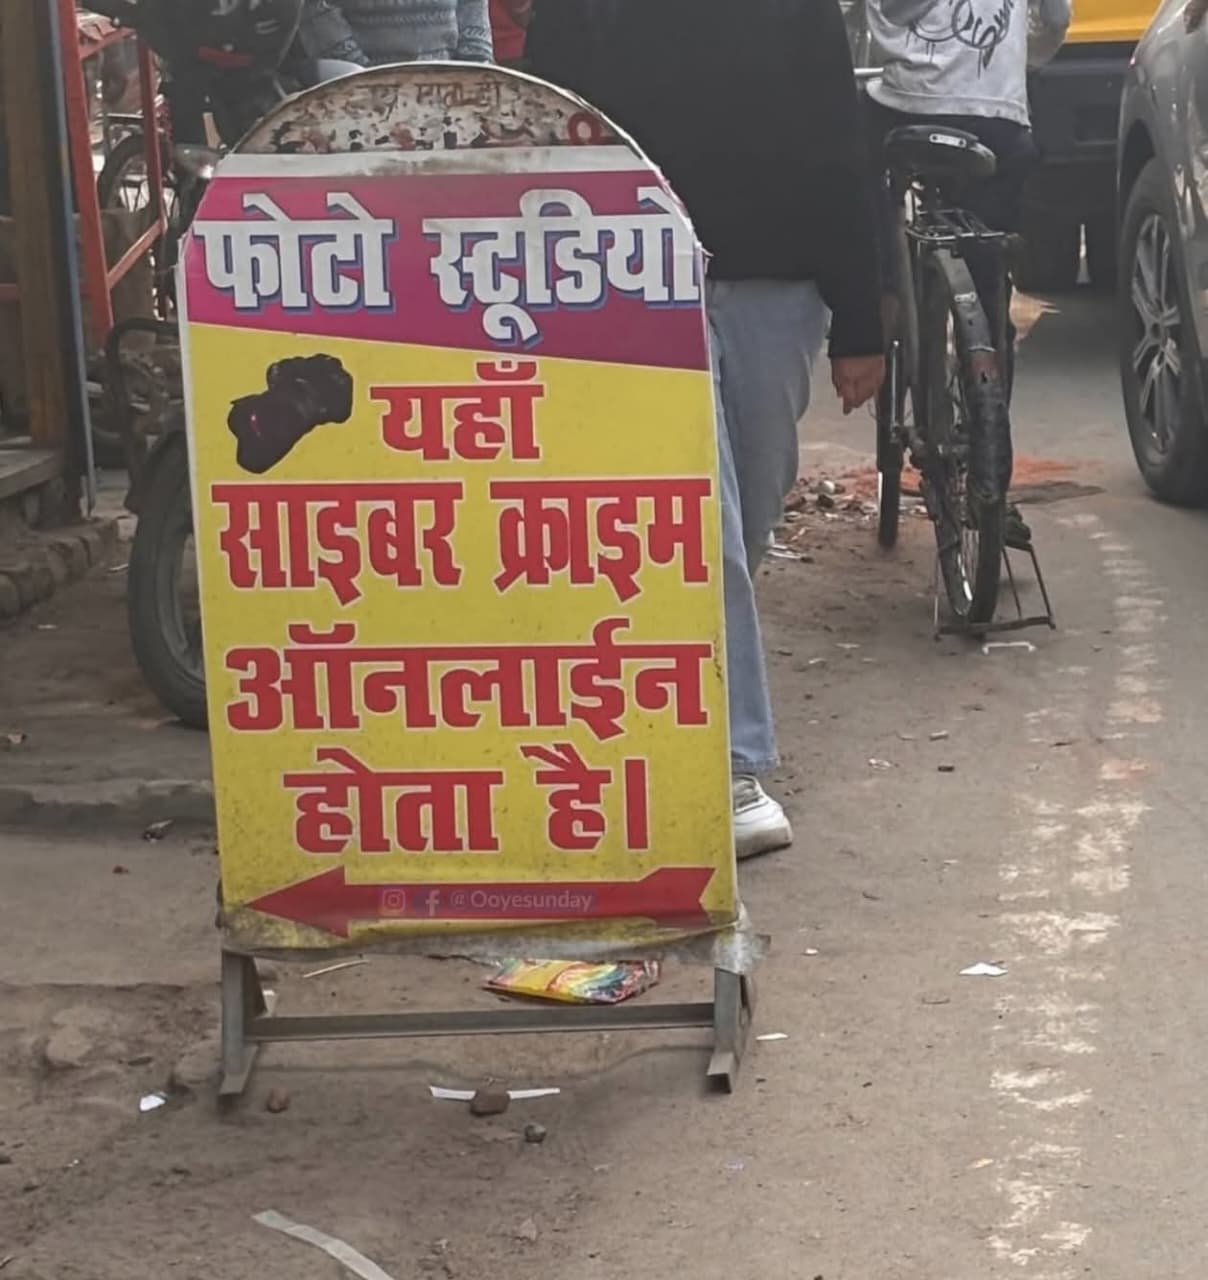 फोटो स्टूडियो
यहाँ
साइबर क्राइम
ऑनलाईन
होता है।
@Ooyesunday